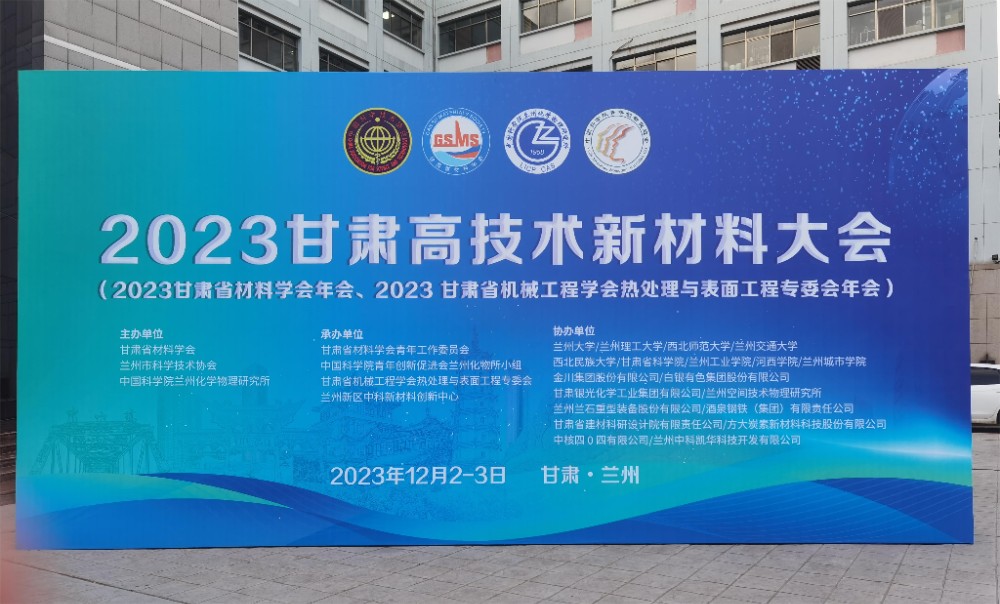 GSMS
1958
LICP CAS
2023甘肃高技术新材料大会
（2023甘肃省材料学会年会、2023 甘肃省机械工程学会热处理与表面工程专委会年会）
主办单位
甘肃省材料学会
兰州市科学技术协会
中国科学院兰州化学物理研究所
承办单位
甘肃省材料学会青年工作委员会
中国科学院青年创新促进会兰州化物所小组
甘肃省机械工程学会热处理与表面工程专委会
兰州新区中科新材料创新中心
协办单位
兰州大学/兰州理工大学/西北师范大学/兰州交通大学
西北民族大学/甘肃省科学院/兰州工业学院/河西学院/兰州城市学院
金川集团股份有限公司/白银有色集团股份有限公司
甘肃银光化学工业集团有限公司/兰州空间技术物理研究所
兰州兰石重型装备股份有限公司/酒泉钢铁（集团）有限责任公司
甘肃省建材科研设计院有限责任公司/方大炭素新材料科技股份有限公司
中核四０四有限公司/兰州中科凯华科技开发有限公司
2023年12月2-3日 甘肃·兰州